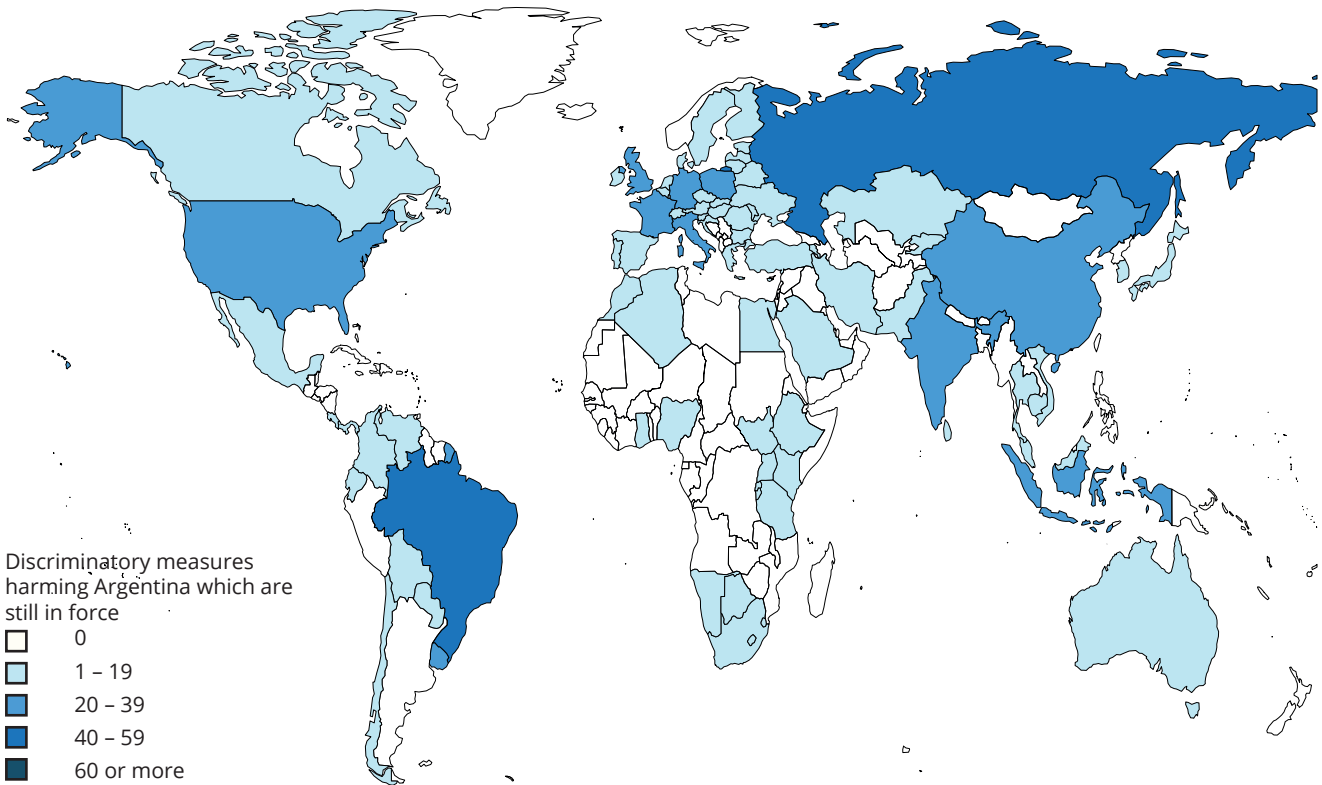 Discriminatory measures
harming Argentina which are
still in force
0
1 – 19
20 – 39
40 – 59
60 or more